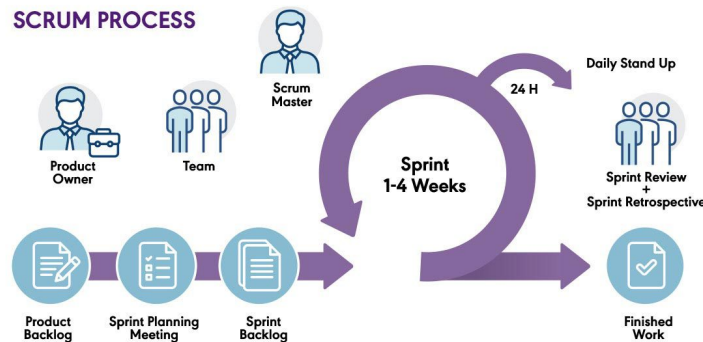 SCRUM PROCESS
Scrum
Master
Product
Owner
Team
24 H
Daily Stand Up
Sprint
1-4 Weeks
Sprint Review
+
Sprint Retrospective
Product
Backlog
Sprint Planning
Meeting
Sprint
Backlog
Finished
Work